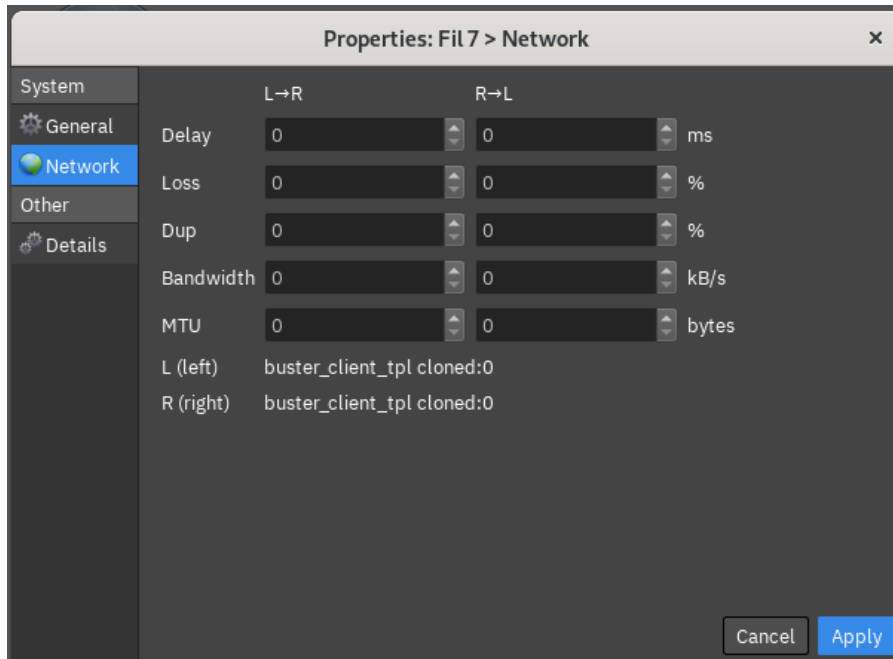 Properties: Fil 7 > Network ×
System
General
Network
Other
Details
L→R R→L
Delay 0 0 ms
Loss 0 0 %
Dup 0 0 %
Bandwidth 0 0 kB/s
MTU 0 0 bytes
L (left) buster_client_tpl cloned:0
R (right) buster_client_tpl cloned:0
Cancel Apply